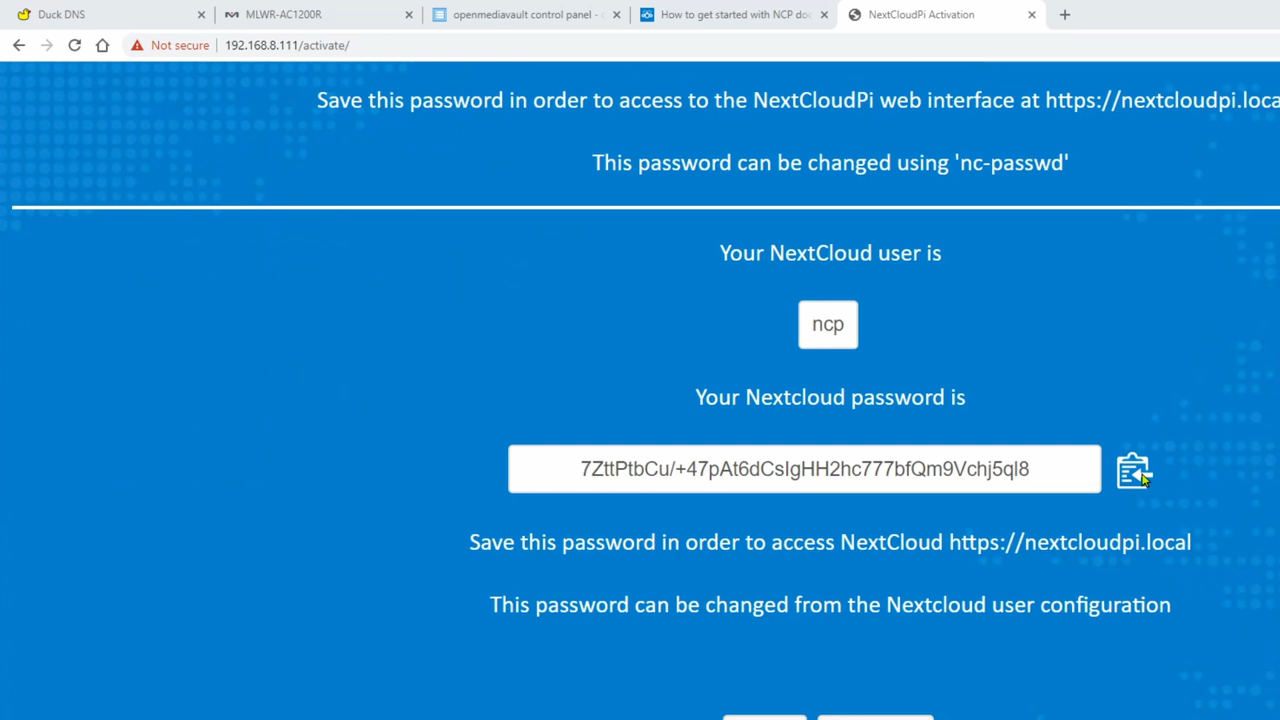 Duck DNS
MLWR-AC1200R
openmediavault control panel -
How to get started with NCP doc
NextCloudPi Activation
Not secure
192.168.8.111/activate/
Save this password in order to access to the NextCloudPi web interface at https://nextcloudpi.loca
This password can be changed using 'nc-passwd'
Your NextCloud user is
ncp
Your Nextcloud password is
7ZttPtbCu/+47pAt6dCsIgHH2hc777bfQm9Vchj5ql8
Save this password in order to access NextCloud https://nextcloudpi.local
This password can be changed from the Nextcloud user configuration